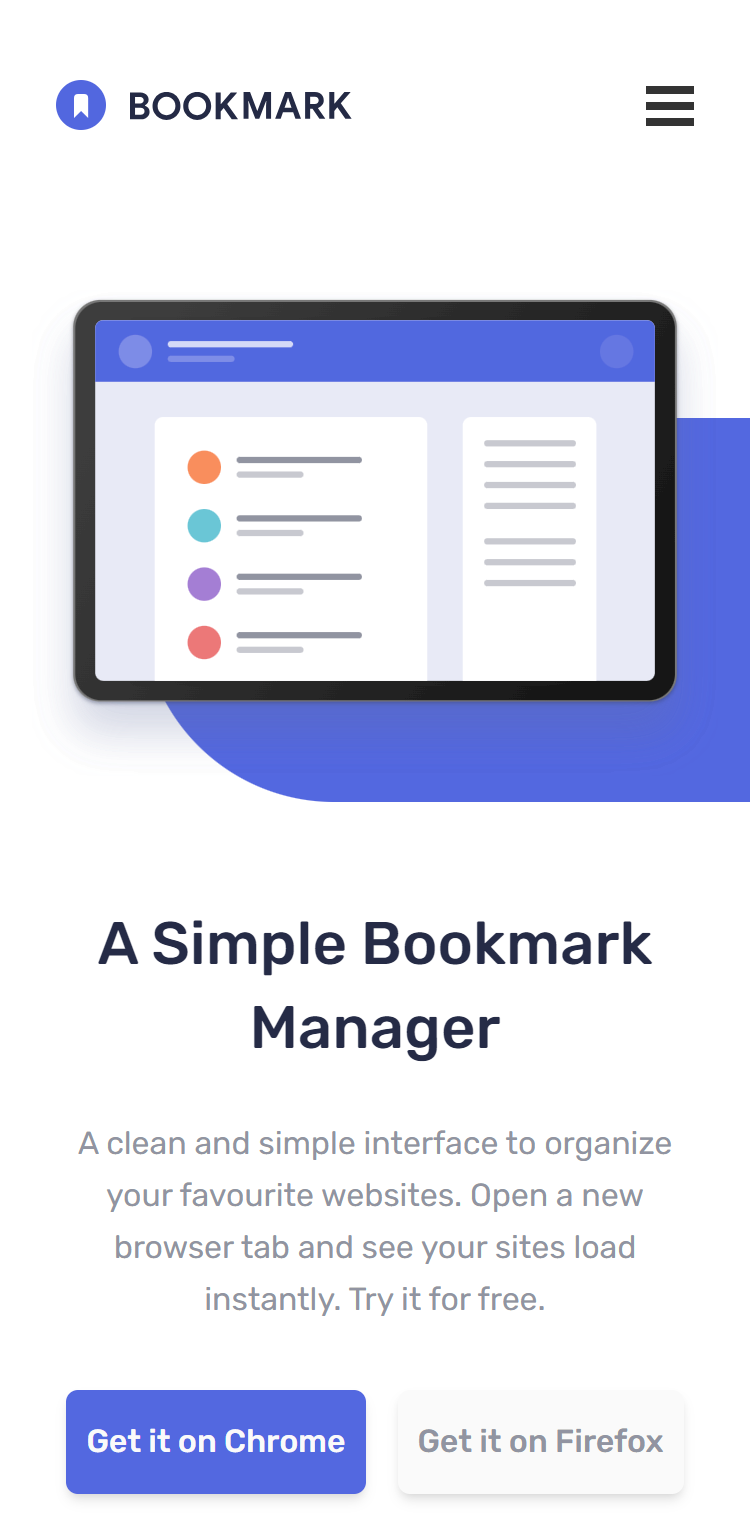 BOOKMARK
A Simple Bookmark
Manager
A clean and simple interface to organize
your favourite websites. Open a new
browser tab and see your sites load
instantly. Try it for free.
Get it on Chrome
Get it on Firefox